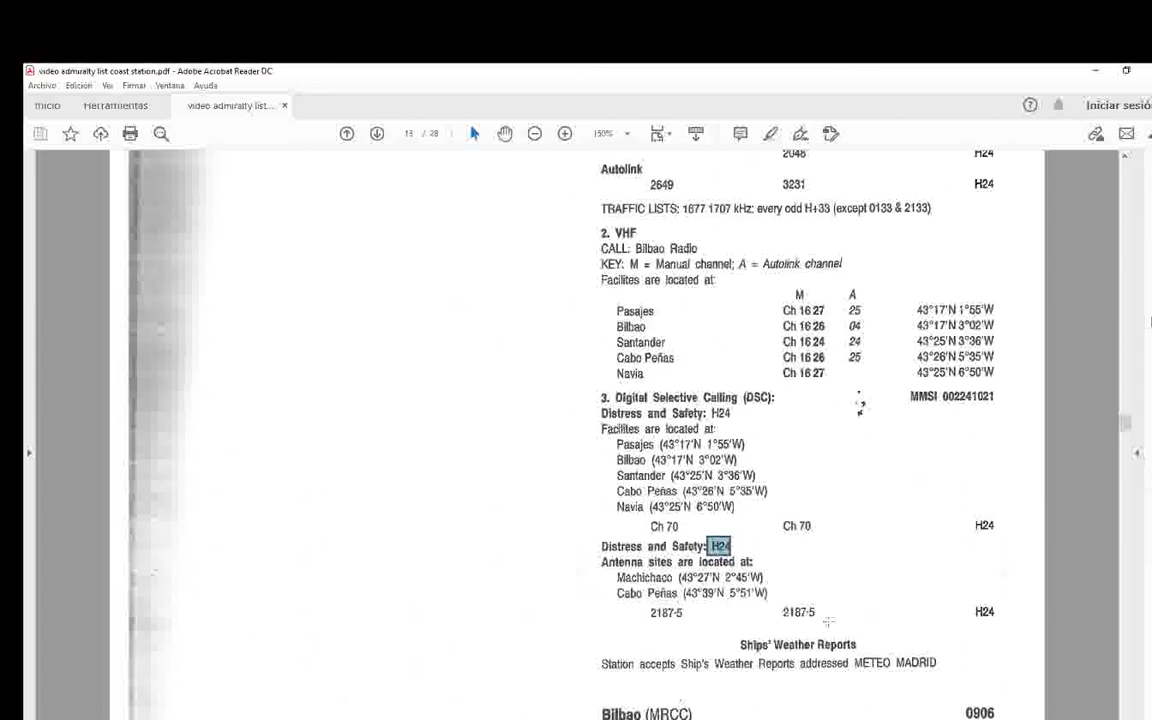 video admiralty list coast station.pdf - Adobe Acrobat Reader DC
Archivo Edición Ver Firmar Ventana Ayuda
Inicio Herramientas video admiralty list... × ? Iniciar sesió
13 / 28 150%
2048 H24
Autolink
2649 3231 H24
TRAFFIC LISTS: 1677 1707 kHz: every odd H+33 (except 0133 & 2133)
2. VHF
CALL: Bilbao Radio
KEY: M = Manual channel; A = Autolink channel
Facilites are located at:
M A
Pasajes Ch 16 27 25 43°17'N 1°55'W
Bilbao Ch 16 26 04 43°17'N 3°02'W
Santander Ch 16 24 24 43°25'N 3°36'W
Cabo Peñas Ch 16 26 25 43°26'N 5°35'W
Navia Ch 16 27 43°25'N 6°50'W
3. Digital Selective Calling (DSC): MMSI 002241021
Distress and Safety: H24
Facilites are located at:
Pasajes (43°17'N 1°55'W)
Bilbao (43°17'N 3°02'W)
Santander (43°25'N 3°36'W)
Cabo Peñas (43°26'N 5°35'W)
Navia (43°25'N 6°50'W)
Ch 70 Ch 70 H24
Distress and Safety: H24
Antenna sites are located at:
Machichaco (43°27'N 2°45'W)
Cabo Peñas (43°39'N 5°51'W)
2187·5 2187·5 H24
Ships' Weather Reports
Station accepts Ship's Weather Reports addressed METEO MADRID
Bilbao (MRCC) 0906